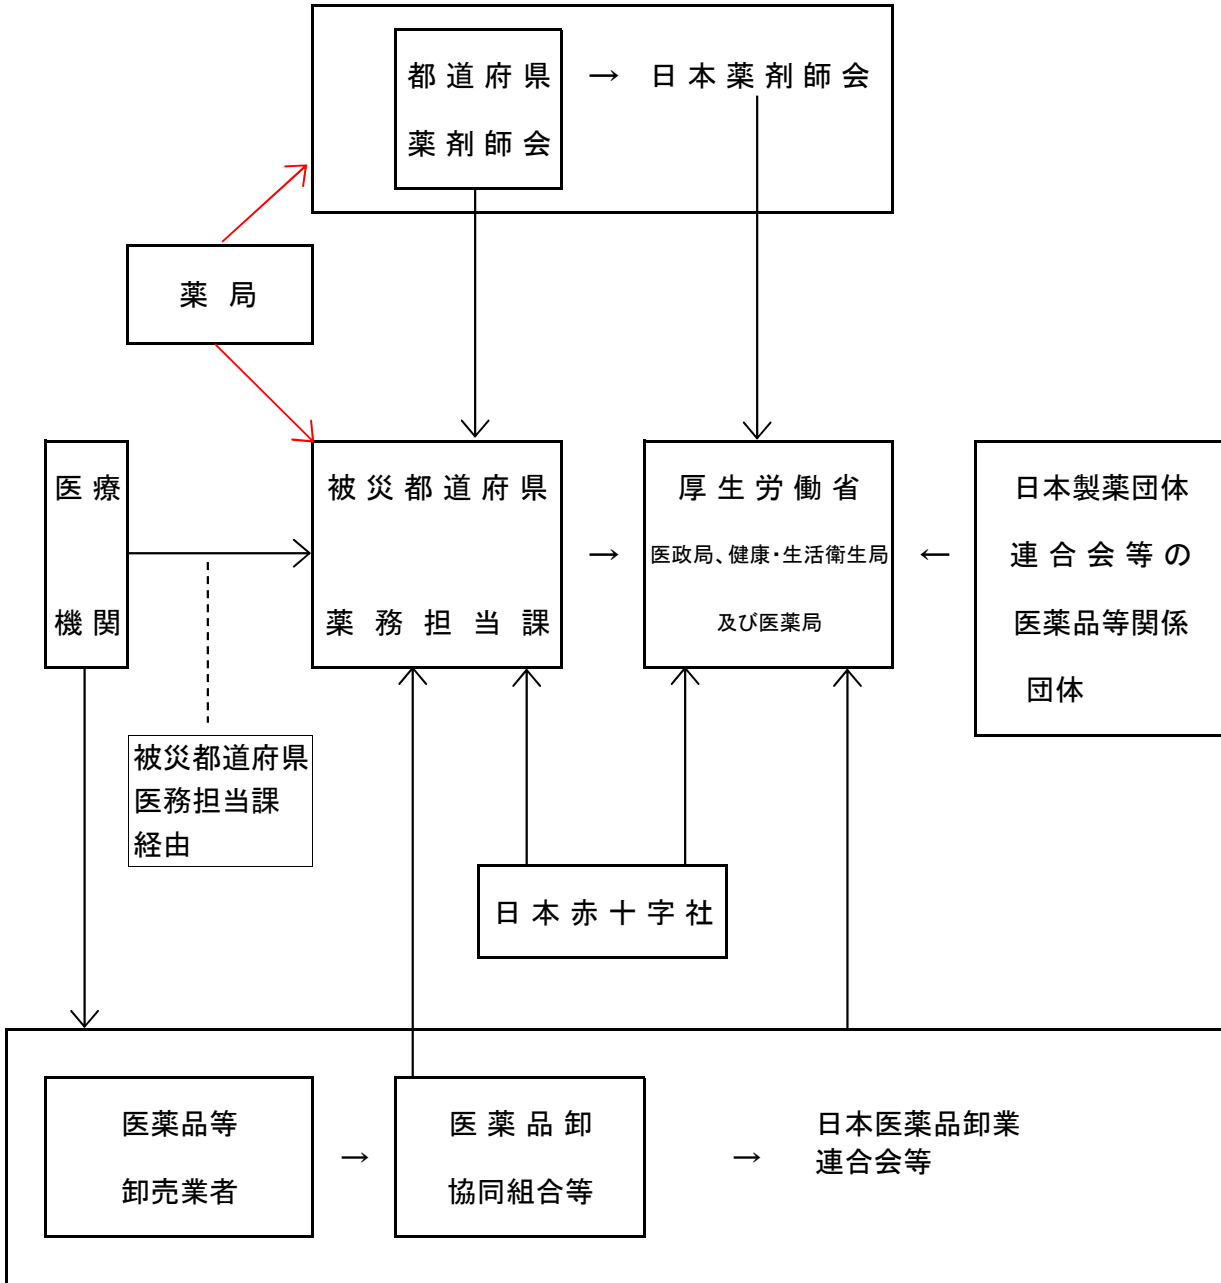 都道府県
薬剤師会
→
日本薬剤師会
薬局
医療
機関
被災都道府県
薬務担当課
→
厚生労働省
医政局、健康・生活衛生局
及び医薬局
←
日本製薬団体
連合会等の
医薬品等関係
団体
被災都道府県
医務担当課
経由
日本赤十字社
医薬品等
卸売業者
→
医薬品卸
協同組合等
→
日本医薬品卸業
連合会等